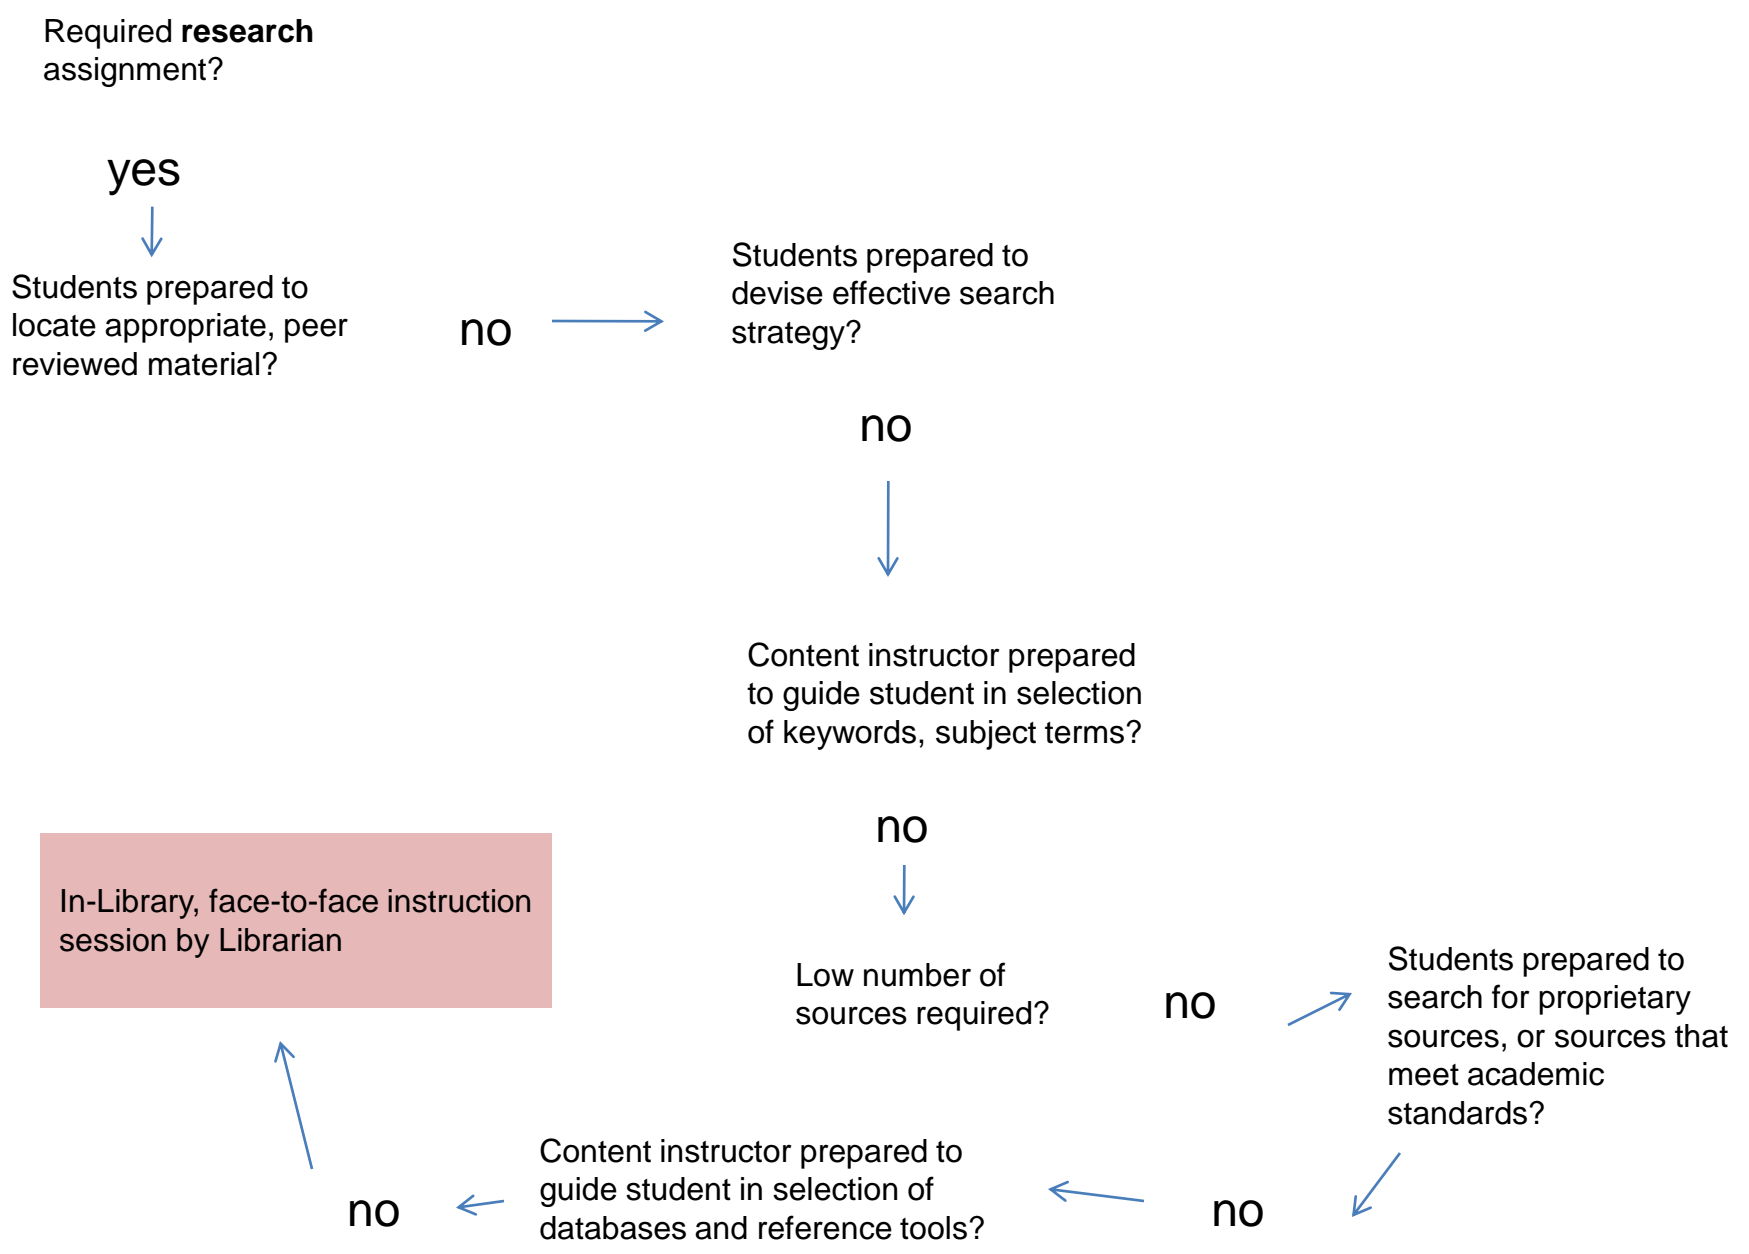 Required research
assignment?
yes
Students prepared to
locate appropriate, peer
reviewed material?
no
Students prepared to
devise effective search
strategy?
no
Content instructor prepared
to guide student in selection
of keywords, subject terms?
no
Low number of
sources required?
no
Students prepared to
search for proprietary
sources, or sources that
meet academic
standards?
no
Content instructor prepared to
guide student in selection of
databases and reference tools?
no
In-Library, face-to-face instruction
session by Librarian